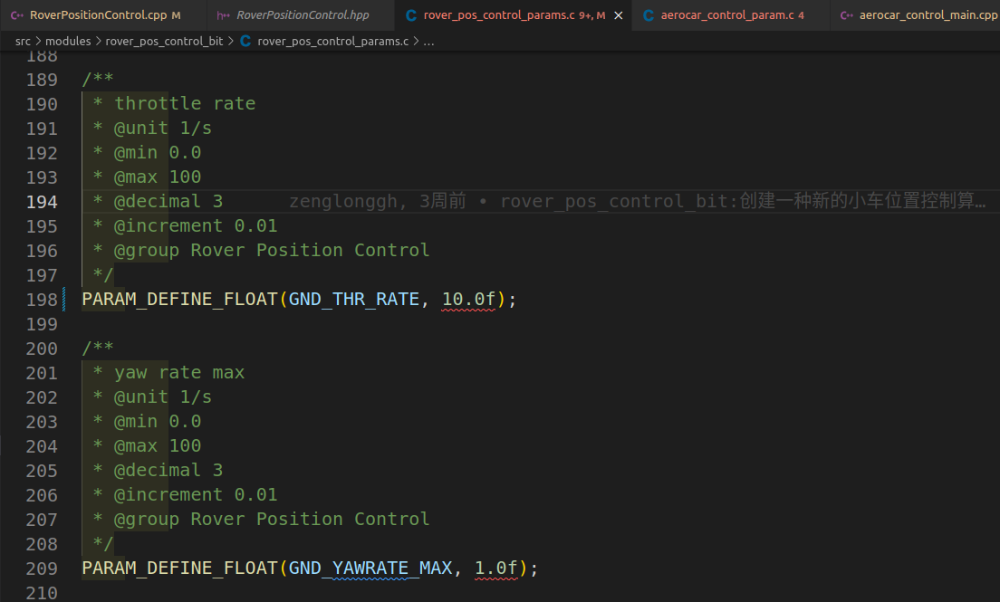 C++ RoverPositionControl.cpp M h++ RoverPositionControl.hpp C rover_pos_control_params.c 9+, M × C aerocar_control_param.c 4 C++ aerocar_control_main.cpp
src > modules > rover_pos_control_bit > C rover_pos_control_params.c > ...
188
189 /**
190 * throttle rate
191 * @unit 1/s
192 * @min 0.0
193 * @max 100
194 * @decimal 3 zenglonggh, 3周前 • rover_pos_control_bit:创建一种新的小车位置控制算…
195 * @increment 0.01
196 * @group Rover Position Control
197 */
198 PARAM_DEFINE_FLOAT(GND_THR_RATE, 10.0f);
199
200 /**
201 * yaw rate max
202 * @unit 1/s
203 * @min 0.0
204 * @max 100
205 * @decimal 3
206 * @increment 0.01
207 * @group Rover Position Control
208 */
209 PARAM_DEFINE_FLOAT(GND_YAWRATE_MAX, 1.0f);
210